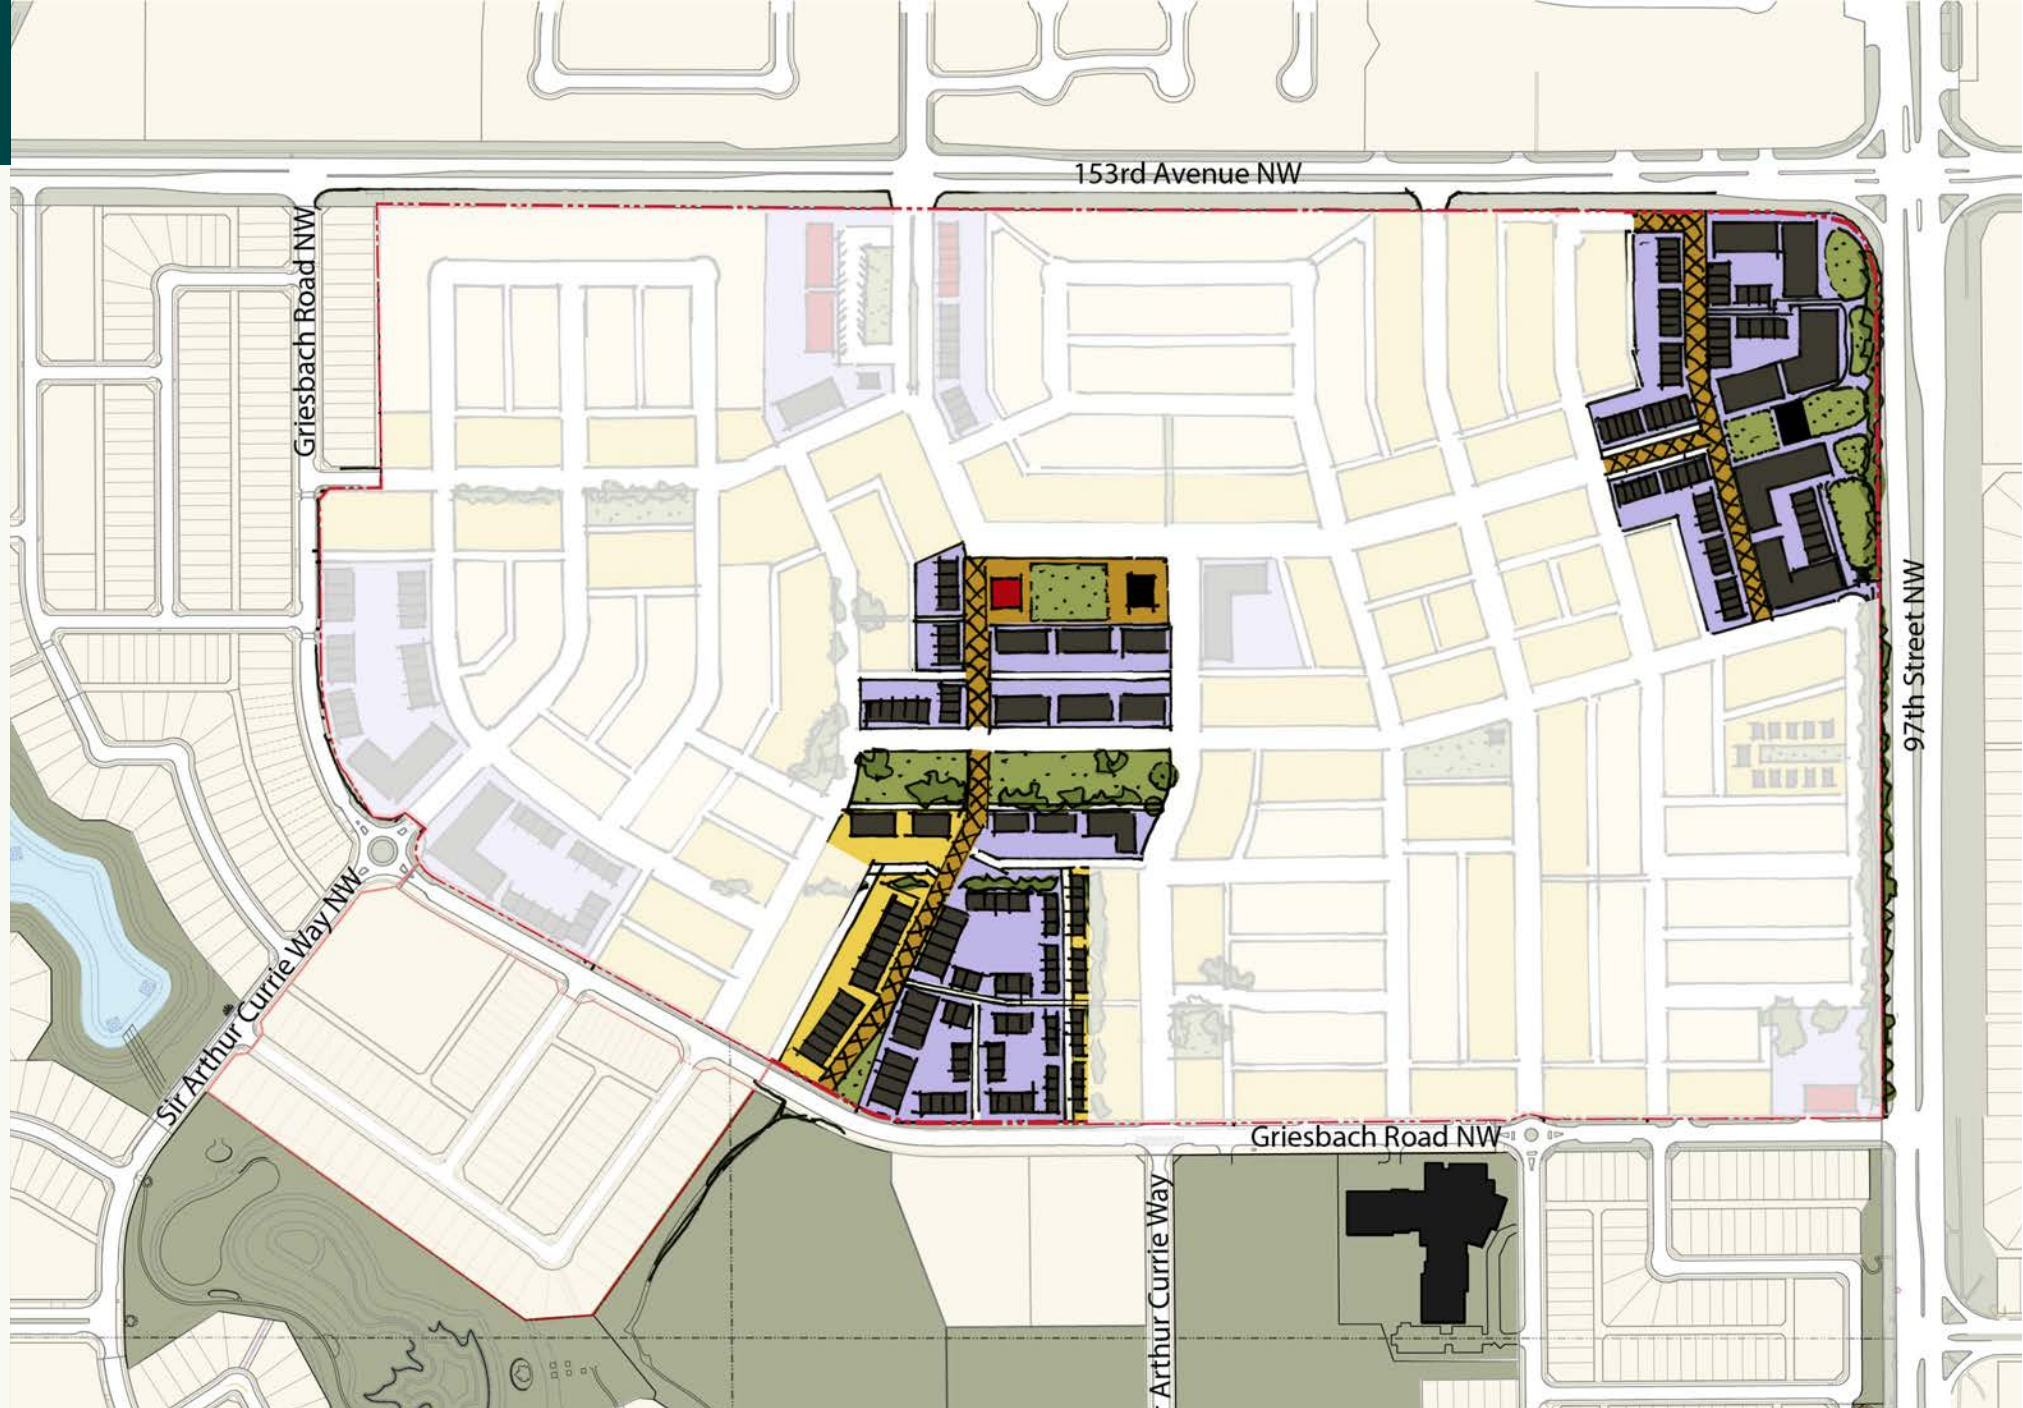 153rd Avenue NW
Griesbach Road NW
97th Street NW
Sir Arthur Currie Way NW
Griesbach Road NW
Arthur Currie Way